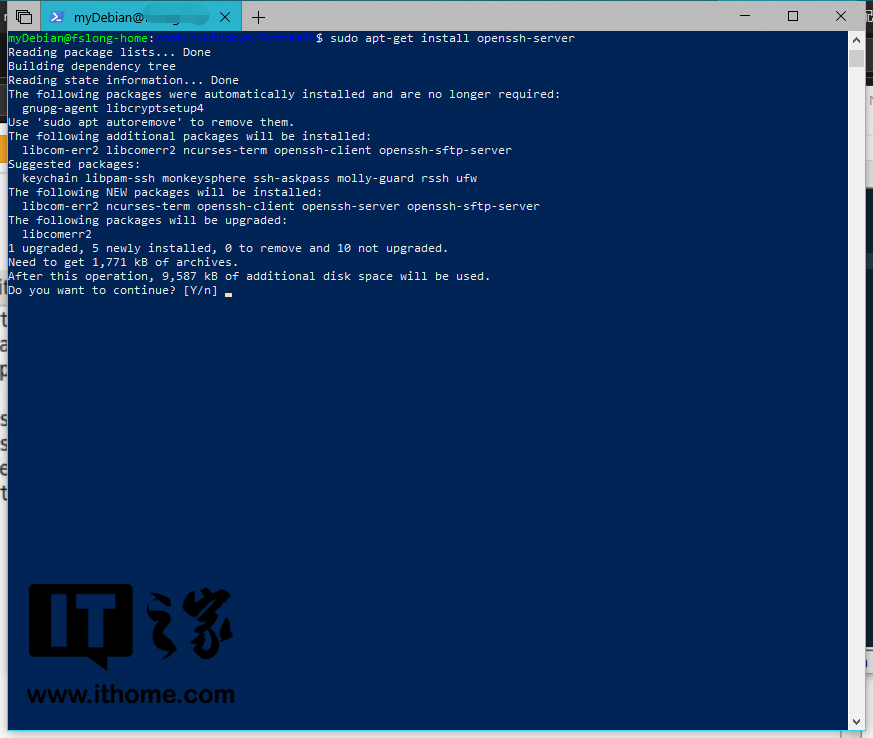 myDebian@
myDebian@fslong-home:/mnt/c/Windows/System32$ sudo apt-get install openssh-server
Reading package lists... Done
Building dependency tree
Reading state information... Done
The following packages were automatically installed and are no longer required:
  gnupg-agent libcryptsetup4
Use 'sudo apt autoremove' to remove them.
The following additional packages will be installed:
  libcom-err2 libcomerr2 ncurses-term openssh-client openssh-sftp-server
Suggested packages:
  keychain libpam-ssh monkeysphere ssh-askpass molly-guard rssh ufw
The following NEW packages will be installed:
  libcom-err2 ncurses-term openssh-client openssh-server openssh-sftp-server
The following packages will be upgraded:
  libcomerr2
1 upgraded, 5 newly installed, 0 to remove and 10 not upgraded.
Need to get 1,771 kB of archives.
After this operation, 9,587 kB of additional disk space will be used.
Do you want to continue? [Y/n]
IT之家
www.ithome.com